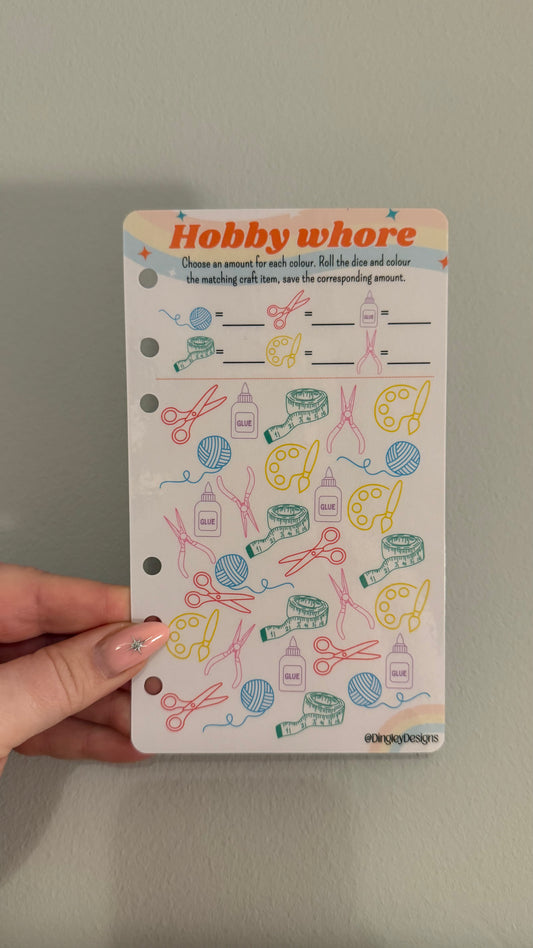 Hobby whore
Choose an amount for each colour. Roll the dice and colour
the matching craft item, save the corresponding amount.
= = GLUE =
= = =
GLUE
GLUE GLUE
GLUE GLUE
@DingleyDesigns